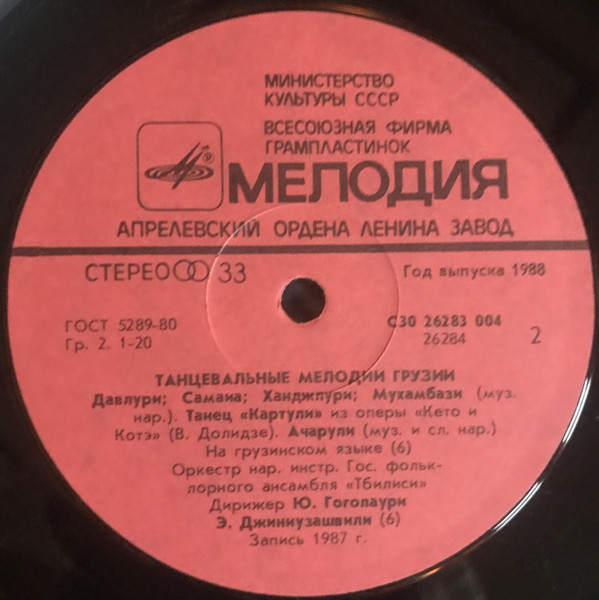 МИНИСТЕРСТВО
КУЛЬТУРЫ СССР
ВСЕСОЮЗНАЯ ФИРМА
ГРАМПЛАСТИНОК
®
МЕЛОДИЯ
АПРЕЛЕВСКИЙ ОРДЕНА ЛЕНИНА ЗАВОД
СТЕРЕО 33
Год выпуска 1988
ГОСТ 5289-80
Гр. 2. 1-20
С30 26283 004
26284
2
ТАНЦЕВАЛЬНЫЕ МЕЛОДИИ ГРУЗИИ
Давлури; Самаиа; Ханджлури; Мухамбази (муз.
нар.). Танец «Картули» из оперы «Кето и
Котэ» (В. Долидзе). Ачарули (муз. и сл. нар.)
На грузинском языке (6)
Оркестр нар. инстр. Гос. фольк-
лорного ансамбля «Тбилиси»
Дирижер Ю. Гоголаури
Э. Джиниузашвили (6)
Запись 1987 г.